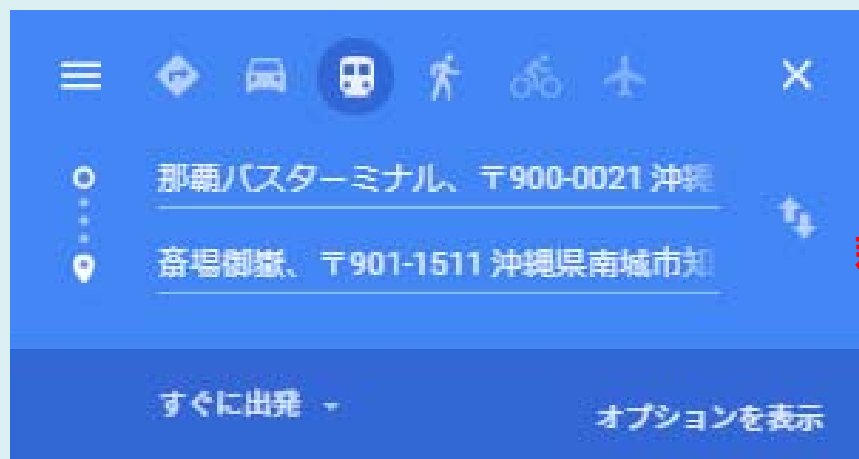 那覇バスターミナル、〒900-0021 沖縄
斎場御嶽、〒901-1511 沖縄県南城市知
すぐに出発
オプションを表示